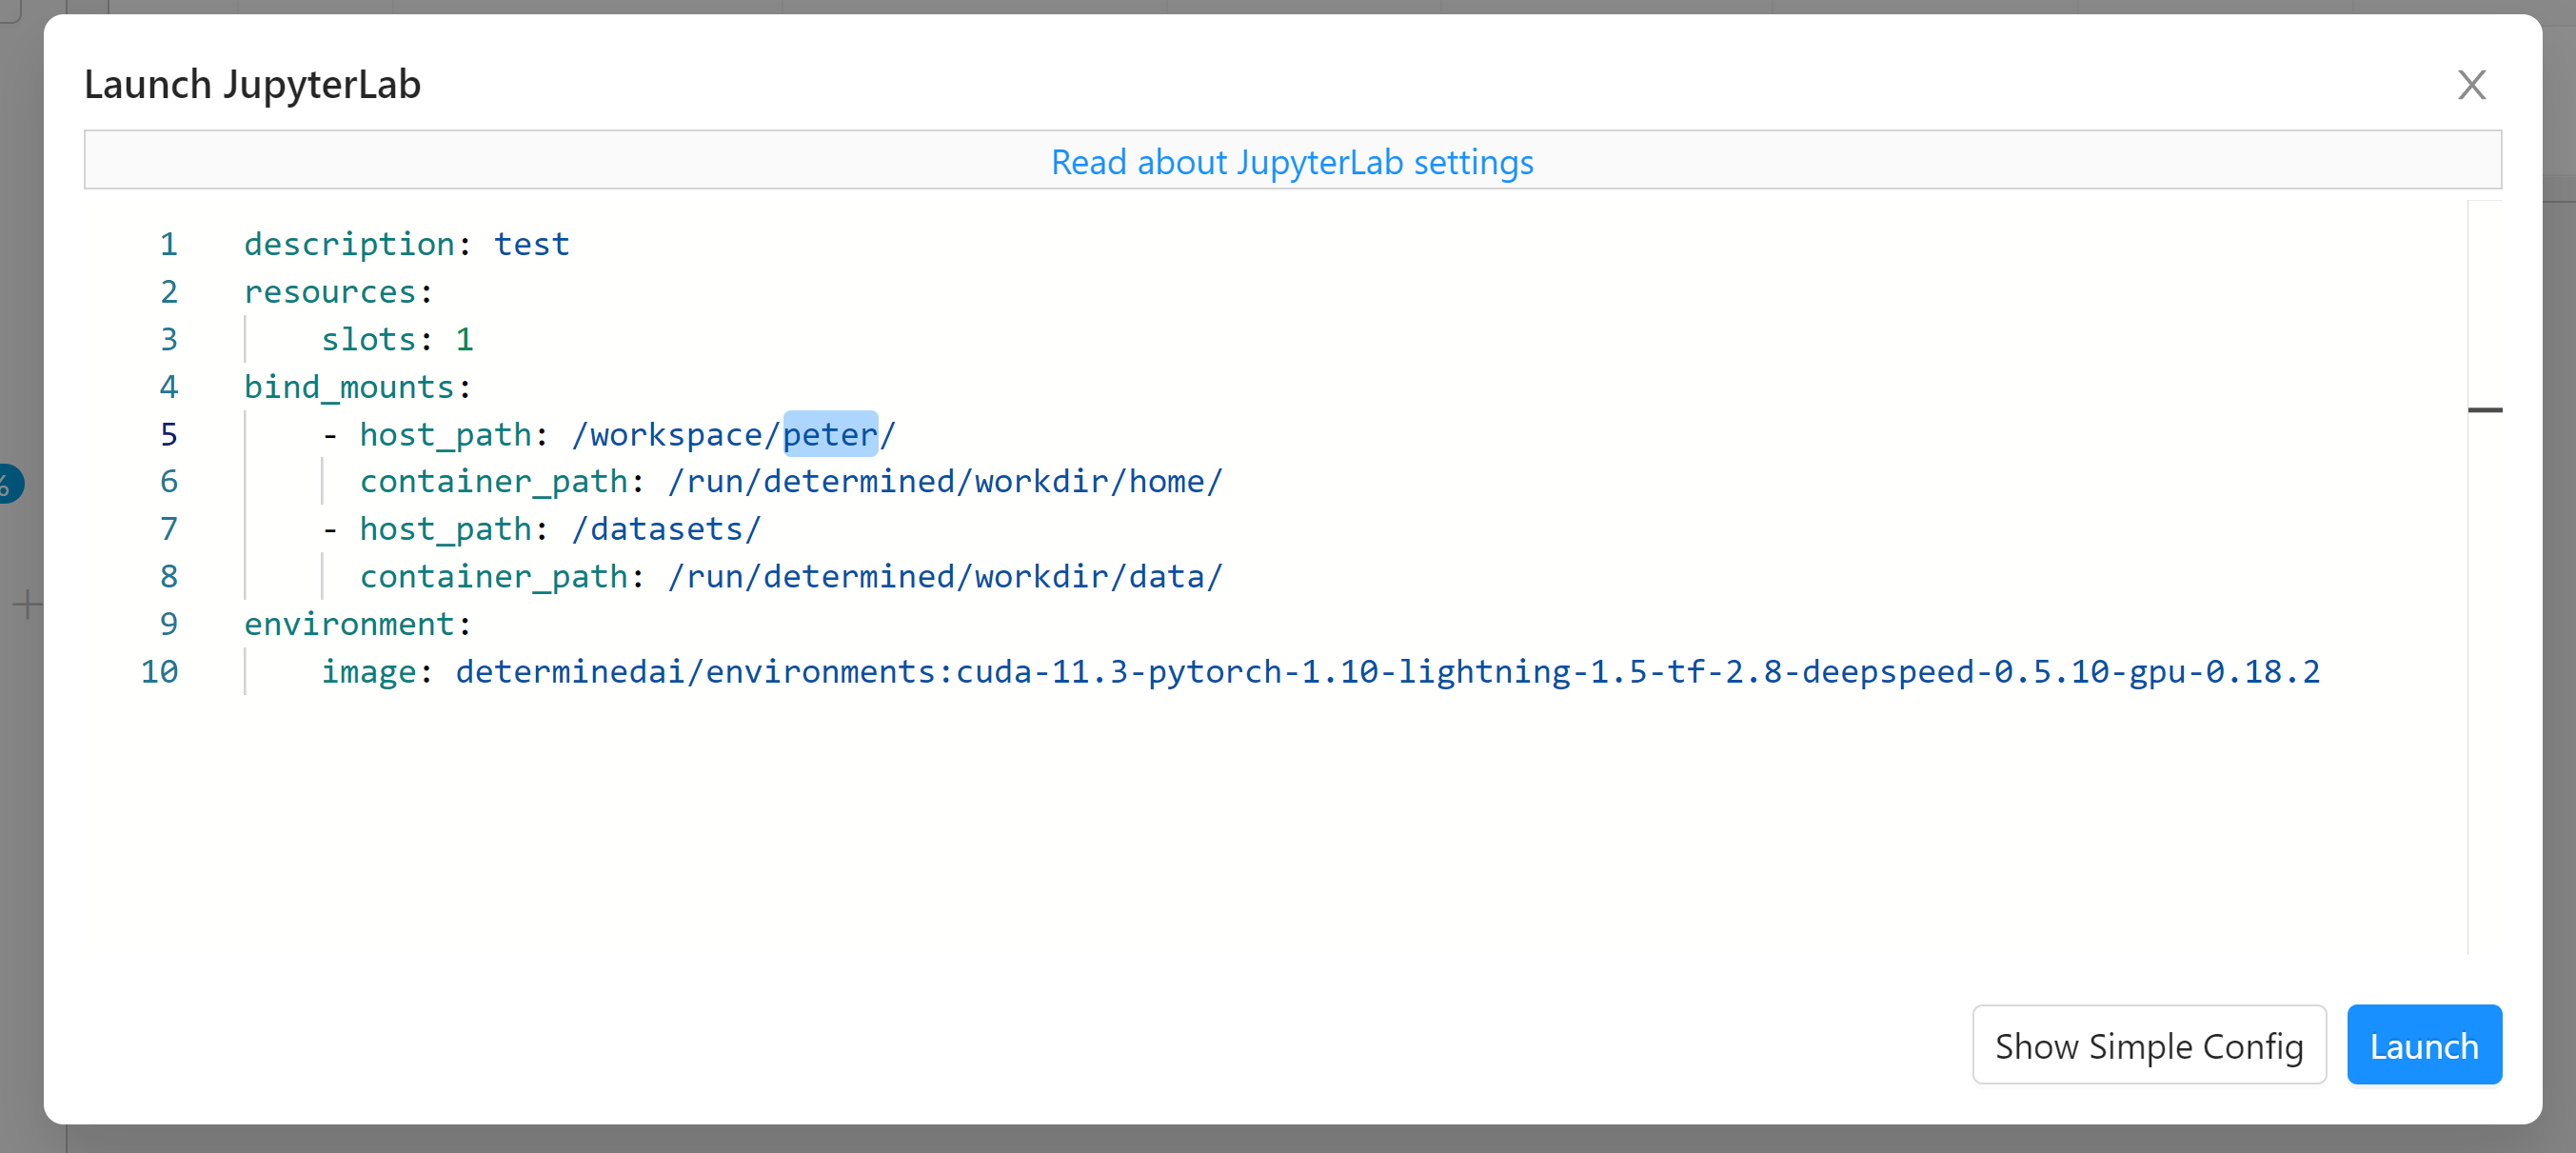 Launch JupyterLab
Read about JupyterLab settings
1 description: test
2 resources:
3 slots: 1
4 bind_mounts:
5 - host_path: /workspace/peter/
6 container_path: /run/determined/workdir/home/
7 - host_path: /datasets/
8 container_path: /run/determined/workdir/data/
9 environment:
10 image: determinedai/environments:cuda-11.3-pytorch-1.10-lightning-1.5-tf-2.8-deepspeed-0.5.10-gpu-0.18.2
%
Show Simple Config
Launch